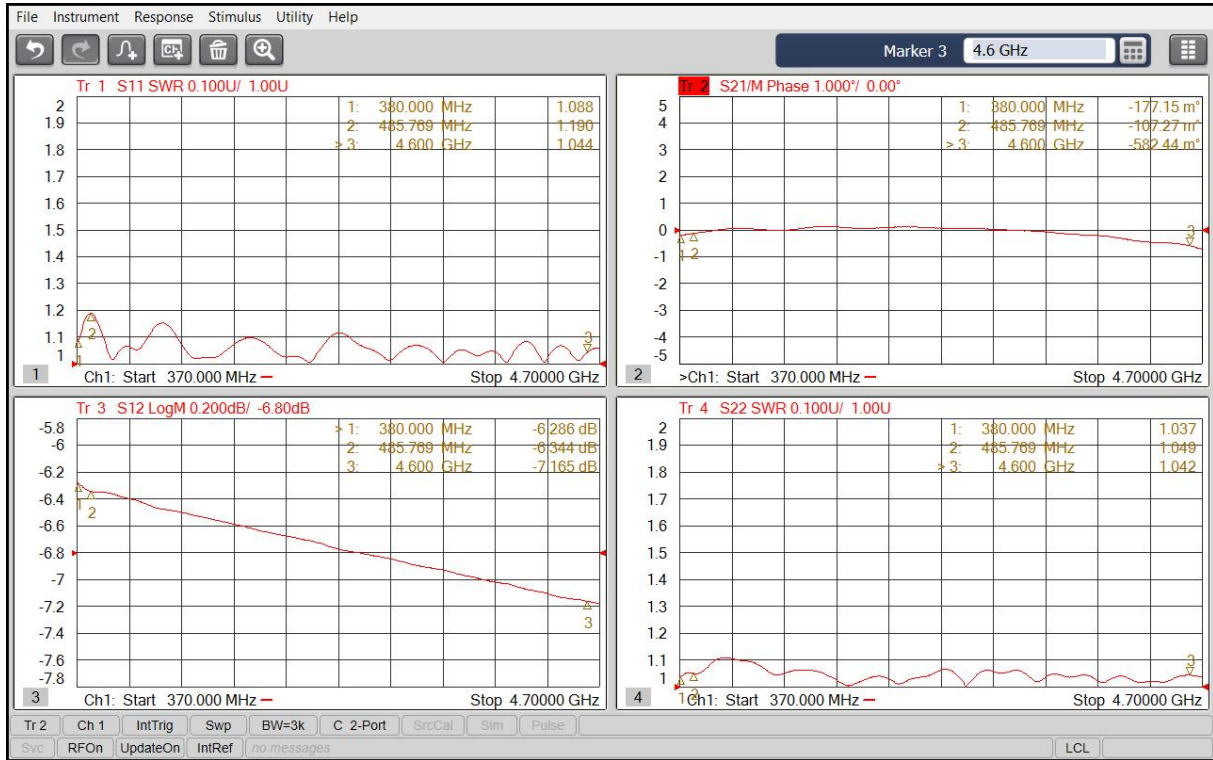 File Instrument Response Stimulus Utility Help
Marker 3 4.6 GHz
Tr 1 S11 SWR 0.100U/ 1.00U
1: 380.000 MHz 1.088
2: 485.769 MHz 1.190
> 3: 4.600 GHz 1.044
2
1.9
1.8
1.7
1.6
1.5
1.4
1.3
1.2
1.1
1
1
2
3
1 Ch1: Start 370.000 MHz Stop 4.70000 GHz
Tr 2 S21/M Phase 1.000°/ 0.00°
1: 380.000 MHz -177.15 m°
2: 485.769 MHz -107.27 m°
> 3: 4.600 GHz -582.44 m°
5
4
3
2
1
0
-1
-2
-3
-4
-5
1 2
3
2 >Ch1: Start 370.000 MHz Stop 4.70000 GHz
Tr 3 S12 LogM 0.200dB/ -6.80dB
> 1: 380.000 MHz -6.286 dB
2: 485.769 MHz -6.344 dB
3: 4.600 GHz -7.165 dB
-5.8
-6
-6.2
-6.4
-6.6
-6.8
-7
-7.2
-7.4
-7.6
-7.8
1
2
3
3 Ch1: Start 370.000 MHz Stop 4.70000 GHz
Tr 4 S22 SWR 0.100U/ 1.00U
1: 380.000 MHz 1.037
2: 485.769 MHz 1.049
> 3: 4.600 GHz 1.042
2
1.9
1.8
1.7
1.6
1.5
1.4
1.3
1.2
1.1
1
1 2
3
4 Ch1: Start 370.000 MHz Stop 4.70000 GHz
Tr 2 Ch 1 IntTrig Swp BW=3k C 2-Port SrcCal Sim Pulse
Svc RFOn UpdateOn IntRef no messages LCL